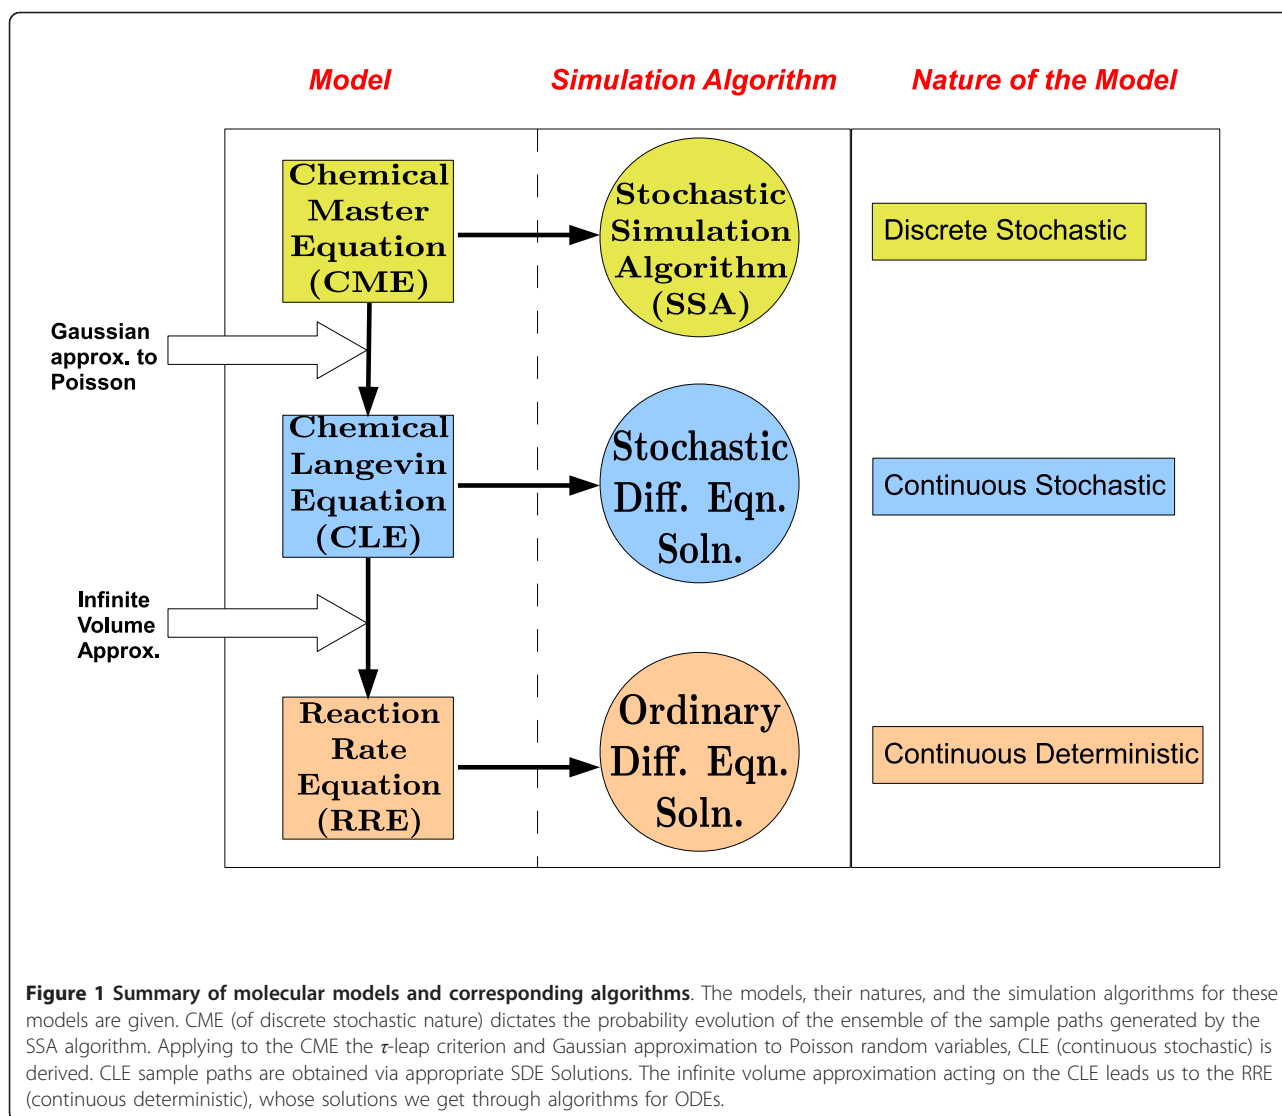 Model
Simulation Algorithm
Nature of the Model
Chemical
Master
Equation
(CME)
Stochastic
Simulation
Algorithm
(SSA)
Discrete Stochastic
Gaussian
approx. to
Poisson
Chemical
Langevin
Equation
(CLE)
Stochastic
Diff. Eqn.
Soln.
Continuous Stochastic
Infinite
Volume
Approx.
Reaction
Rate
Equation
(RRE)
Ordinary
Diff. Eqn.
Soln.
Continuous Deterministic
Figure 1 Summary of molecular models and corresponding algorithms. The models, their natures, and the simulation algorithms for these
models are given. CME (of discrete stochastic nature) dictates the probability evolution of the ensemble of the sample paths generated by the
SSA algorithm. Applying to the CME the τ-leap criterion and Gaussian approximation to Poisson random variables, CLE (continuous stochastic) is
derived. CLE sample paths are obtained via appropriate SDE Solutions. The infinite volume approximation acting on the CLE leads us to the RRE
(continuous deterministic), whose solutions we get through algorithms for ODEs.